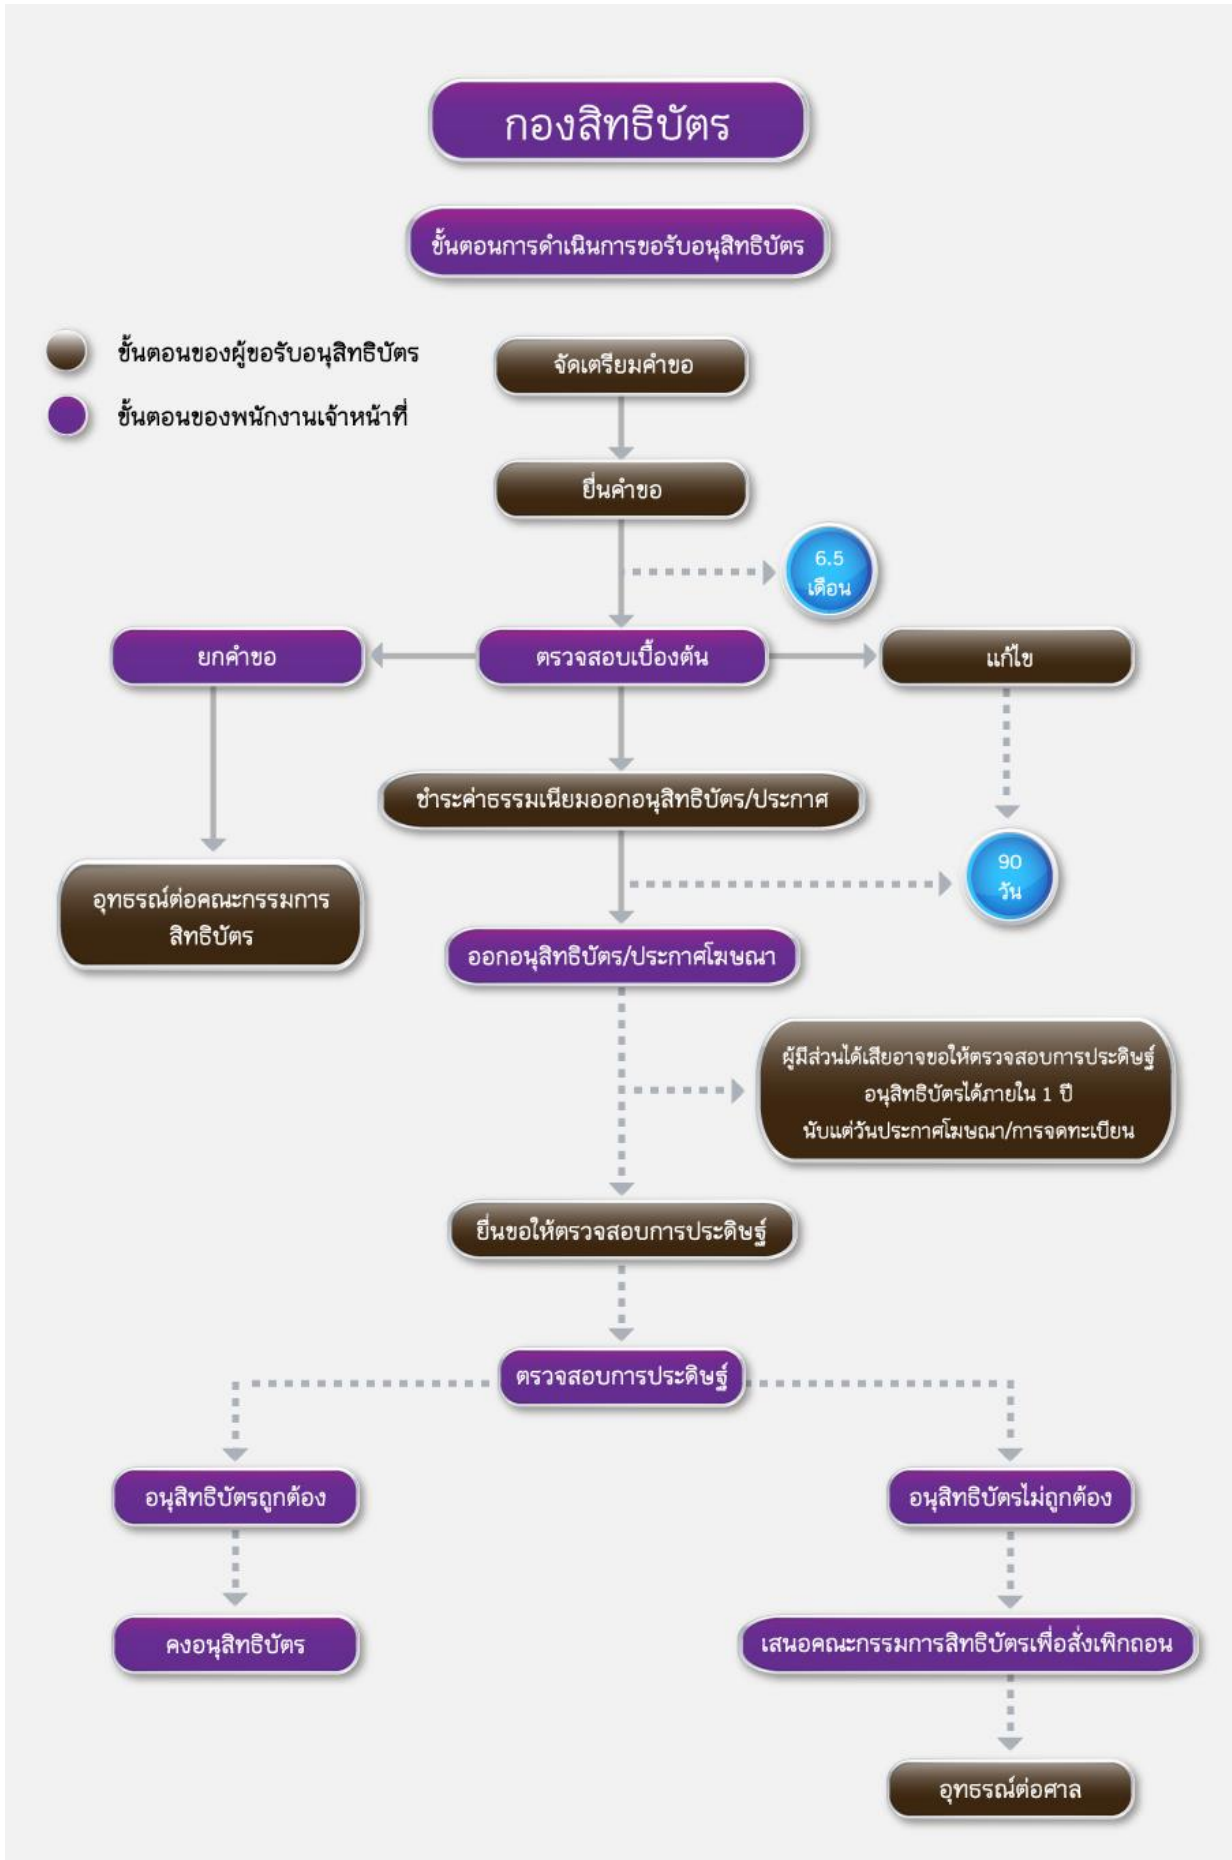 กองสิทธิบัตร
ขั้นตอนการดำเนินการขอรับอนุสิทธิบัตร
ขั้นตอนของผู้ขอรับอนุสิทธิบัตร
ขั้นตอนของพนักงานเจ้าหน้าที่
จัดเตรียมคำขอ
ยื่นคำขอ
6.5
เดือน
ยกคำขอ
ตรวจสอบเบื้องต้น
แก้ไข
ชำระค่าธรรมเนียมออกอนุสิทธิบัตร/ประกาศ
90
วัน
อุทธรณ์ต่อคณะกรรมการ
สิทธิบัตร
ออกอนุสิทธิบัตร/ประกาศโฆษณา
ผู้มีส่วนได้เสียอาจขอให้ตรวจสอบการประดิษฐ์
อนุสิทธิบัตรได้ภายใน 1 ปี
นับแต่วันประกาศโฆษณา/การจดทะเบียน
ยื่นขอให้ตรวจสอบการประดิษฐ์
ตรวจสอบการประดิษฐ์
อนุสิทธิบัตรถูกต้อง
อนุสิทธิบัตรไม่ถูกต้อง
คงอนุสิทธิบัตร
เสนอคณะกรรมการสิทธิบัตรเพื่อสั่งเพิกถอน
อุทธรณ์ต่อศาล